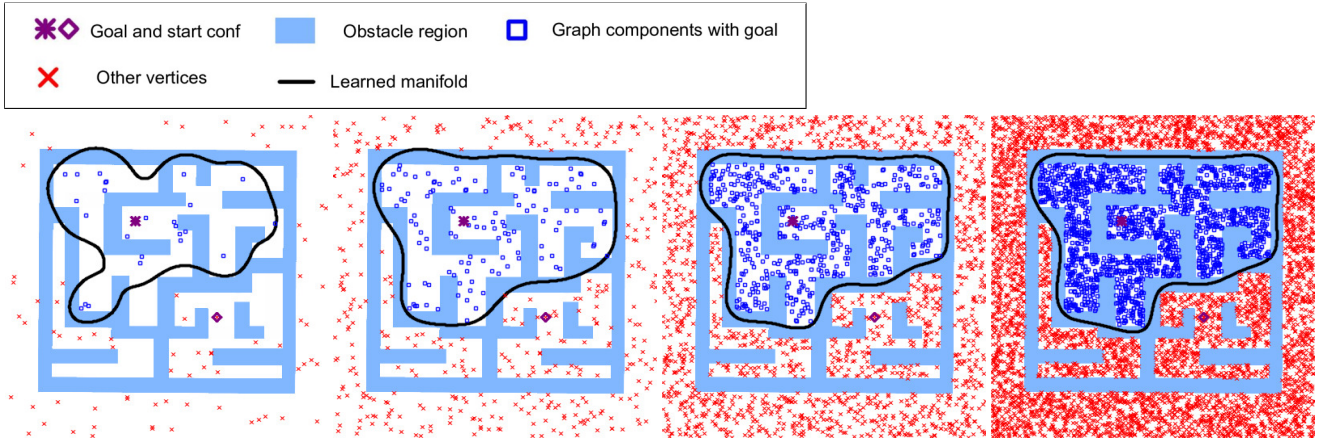 Goal and start conf Obstacle region Graph components with goal
Other vertices Learned manifold